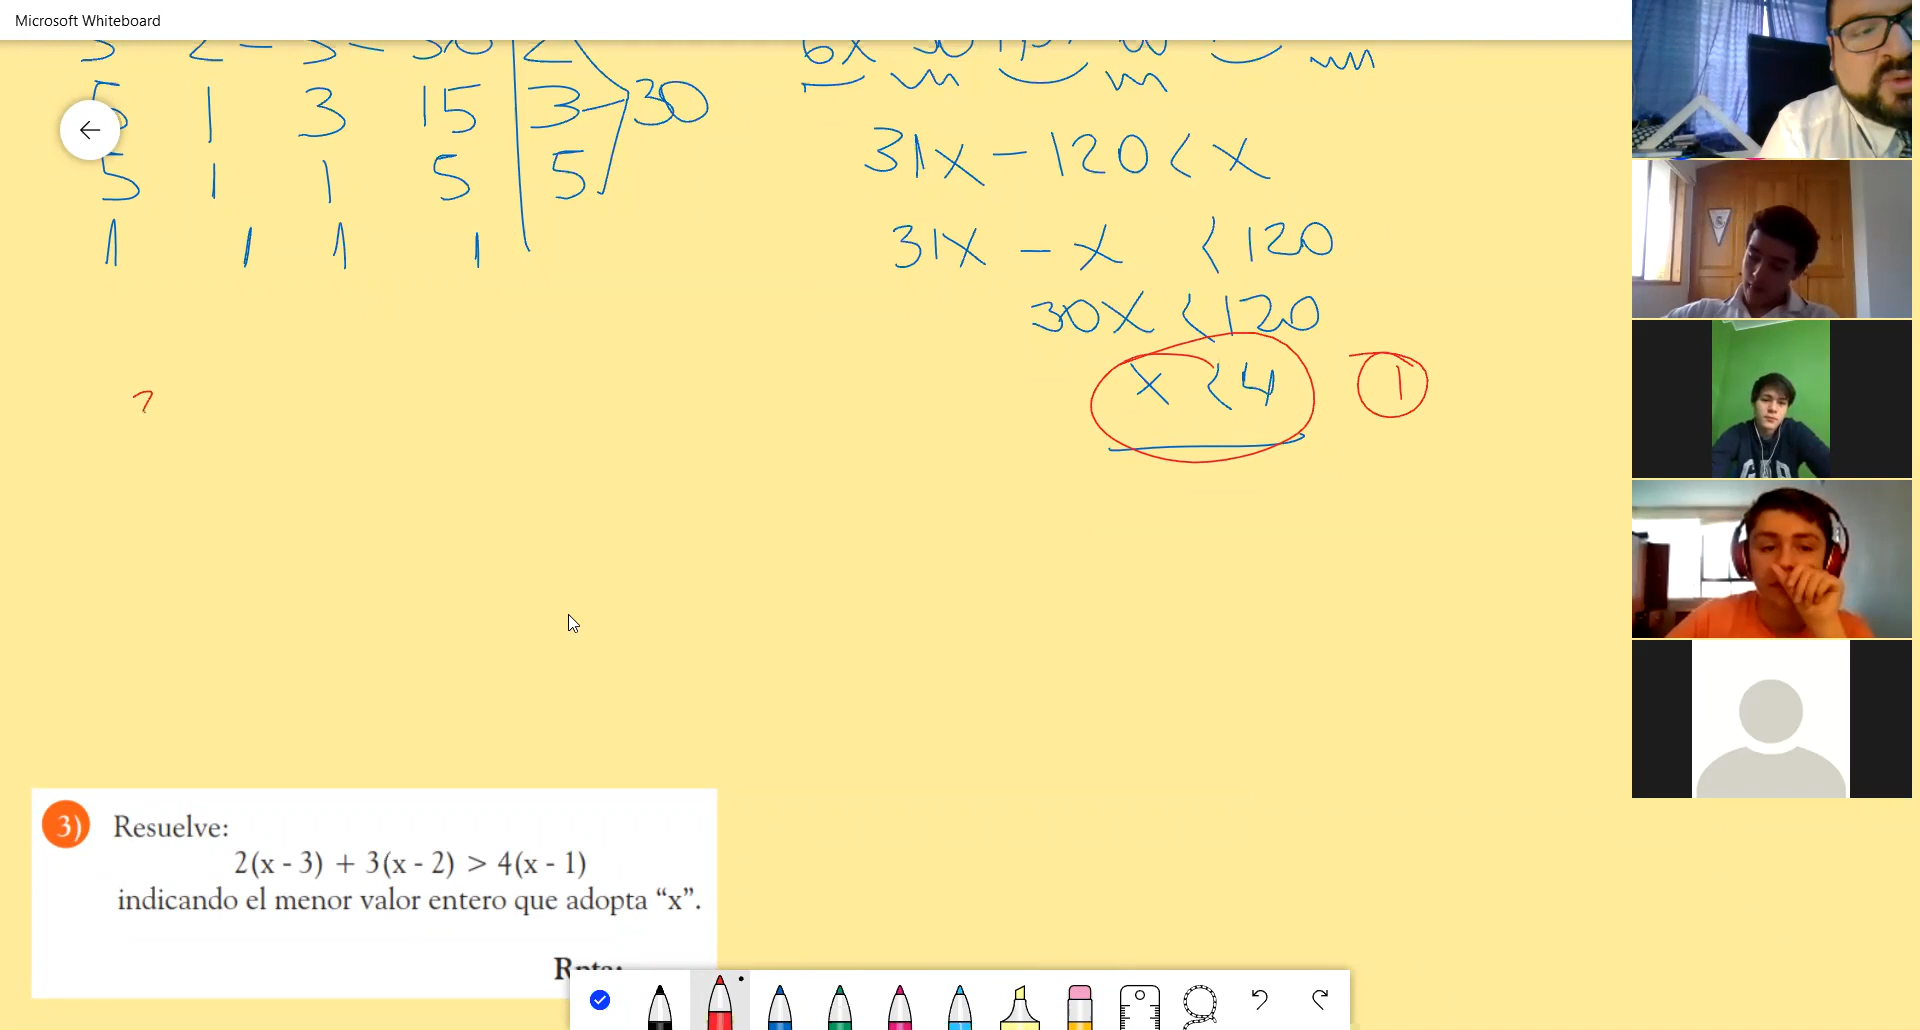 Microsoft Whiteboard
5 1 3 15 3 30
5 1 1 5 5
1 1 1 1
31x - 120 < x
31x - x < 120
30x < 120
x < 4 1
2
3) Resuelve:
2(x - 3) + 3(x - 2) > 4(x - 1)
indicando el menor valor entero que adopta “x”.
Rpta: